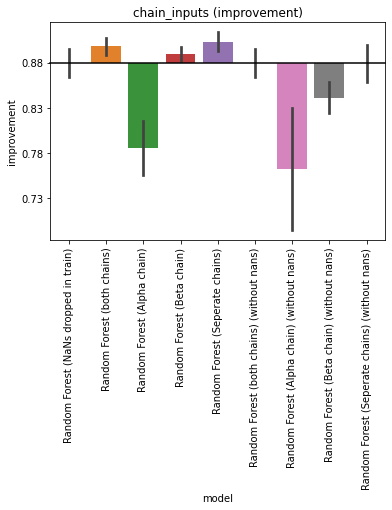 chain_inputs (improvement)
improvement
0.88
0.83
0.78
0.73
Random Forest (NaNs dropped in train)
Random Forest (both chains)
Random Forest (Alpha chain)
Random Forest (Beta chain)
Random Forest (Seperate chains)
Random Forest (both chains) (without nans)
Random Forest (Alpha chain) (without nans)
Random Forest (Beta chain) (without nans)
Random Forest (Seperate chains) (without nans)
model